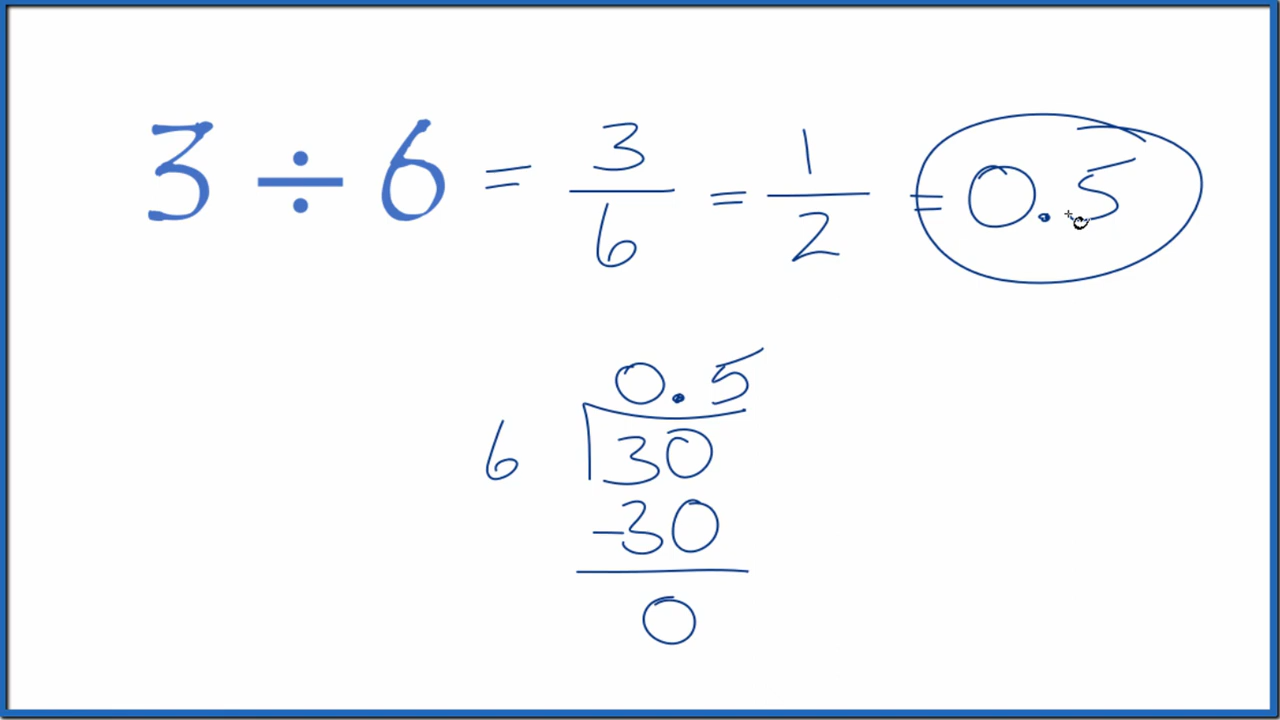 3 ÷ 6 = 3/6 = 1/2 = 0.5
0.5
6 30
-30
0